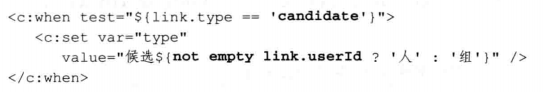 <c:when test="${link.type == 'candidate'}">
<c:set var="type"
value="候选${not empty link.userId ? '人' : '组'}" />
</c:when>